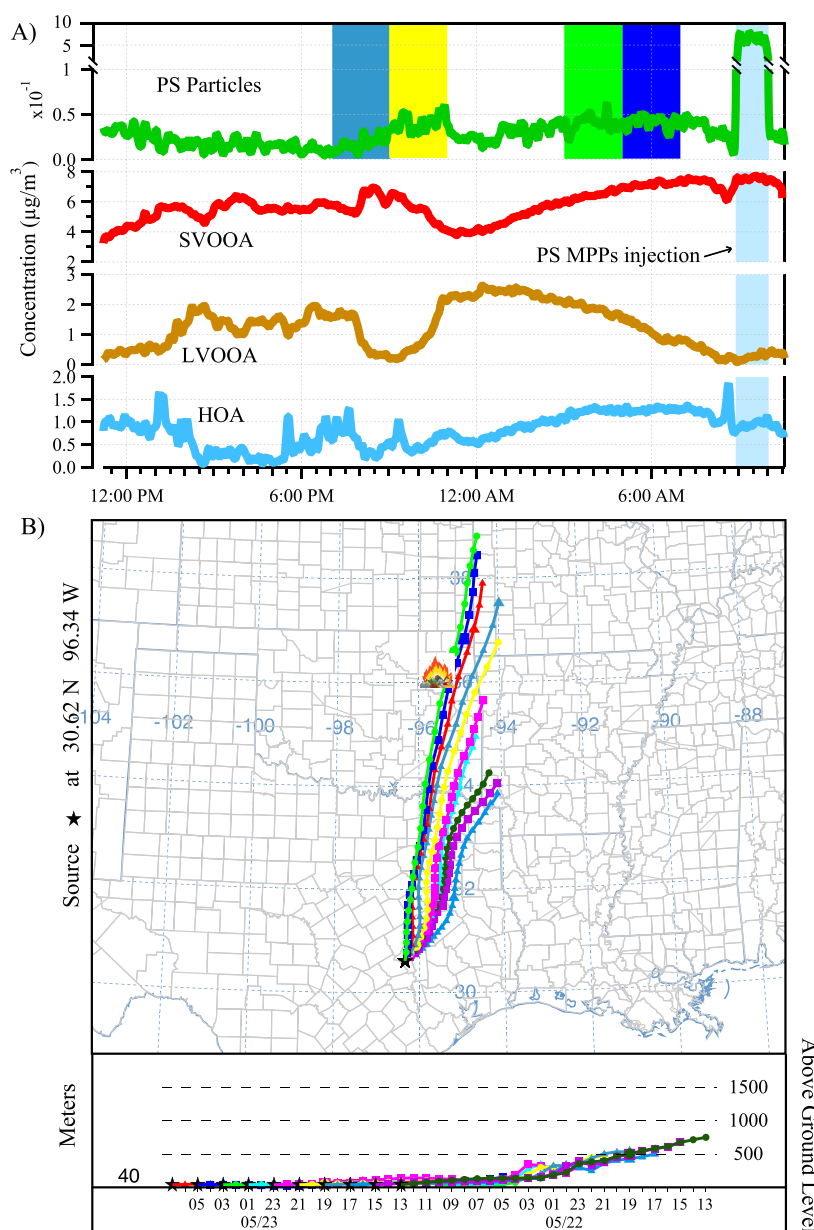 A)
10
5
1
x10-1
0.5
0.0
PS Particles
8
6
4
2
SVOOA
PS MPPs injection
Concentration (µg/m3)
3
2
1
0
LVOOA
2.0
1.5
1.0
0.5
0.0
HOA
12:00 PM 6:00 PM 12:00 AM 6:00 AM
B)
Source ★ at 30.62 N 96.34 W
-104 -102 -100 -98 -96 -94 -92 -90 -88
30
Meters
1500
1000
500
40
Above Ground Level
05 03 01 23 21 19 17 15 13 11 09 07 05 03 01 23 21 19 17 15 13
05/23 05/22